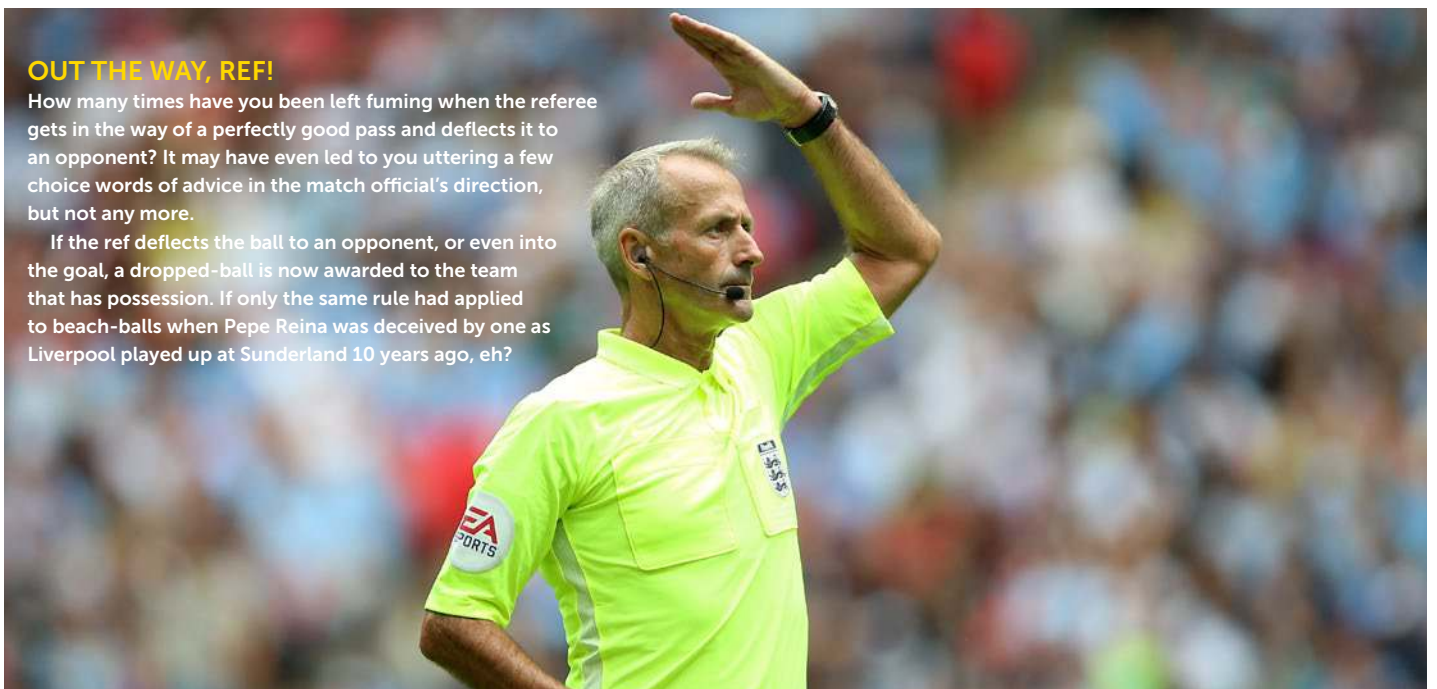 OUT THE WAY, REF!
How many times have you been left fuming when the referee
gets in the way of a perfectly good pass and deflects it to
an opponent? It may have even led to you uttering a few
choice words of advice in the match official's direction,
but not any more.
If the ref deflects the ball to an opponent, or even into
the goal, a dropped-ball is now awarded to the team
that has possession. If only the same rule had applied
to beach-balls when Pepe Reina was deceived by one as
Liverpool played up at Sunderland 10 years ago, eh?
EA
SPORTS